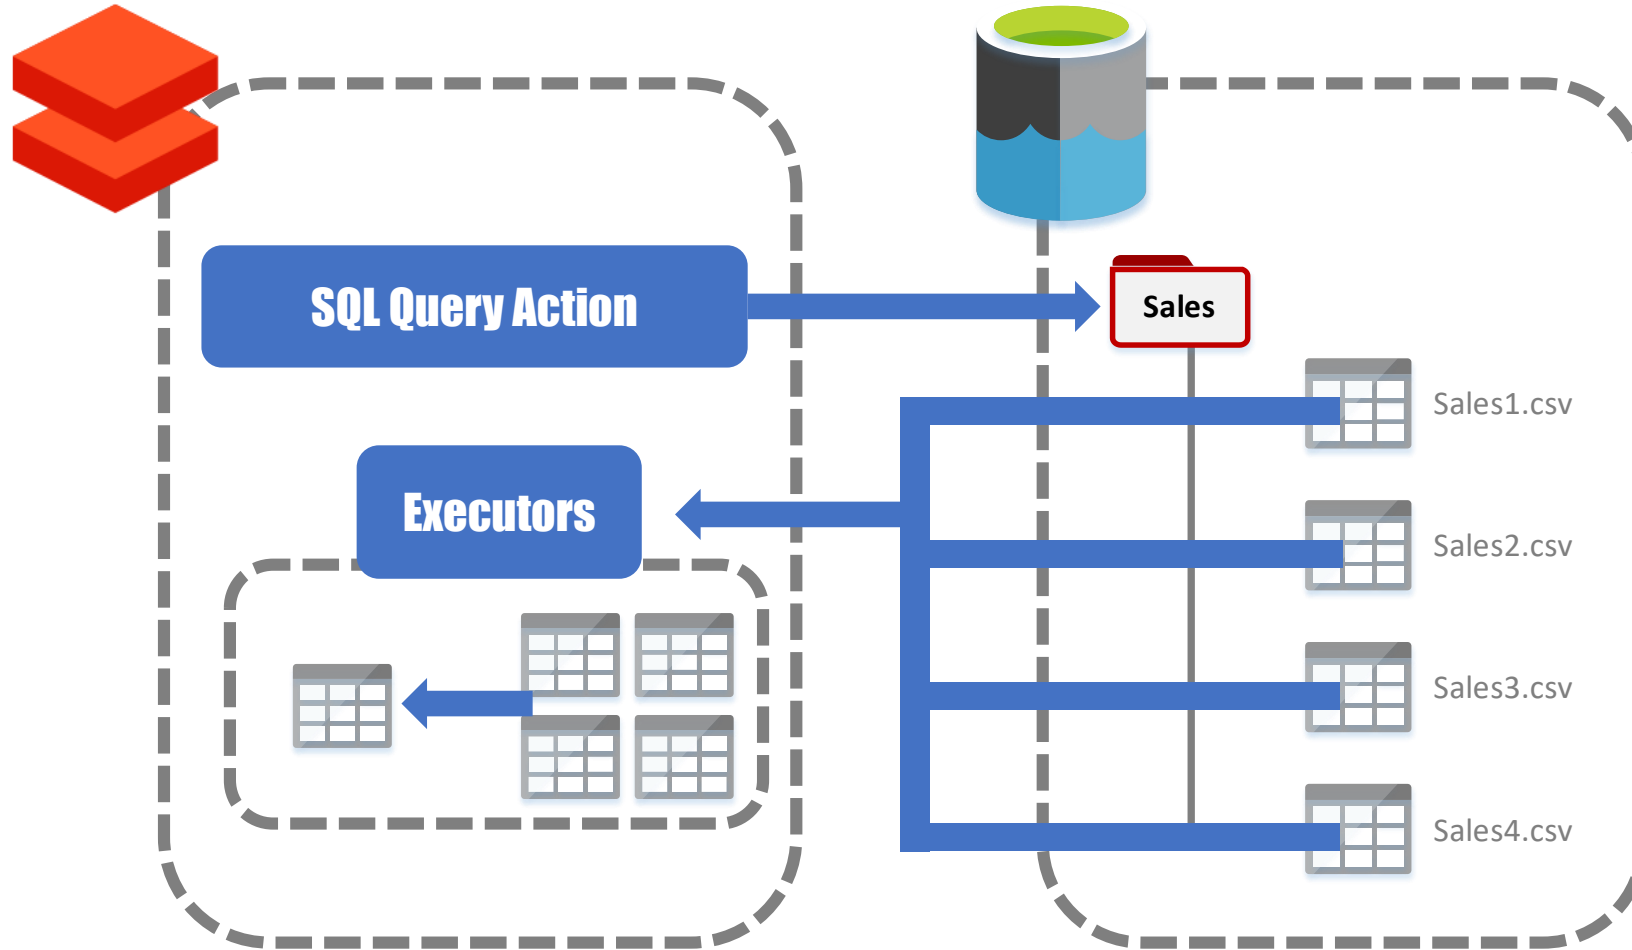 SQL Query Action
Sales
Sales1.csv
Executors
Sales2.csv
Sales3.csv
Sales4.csv